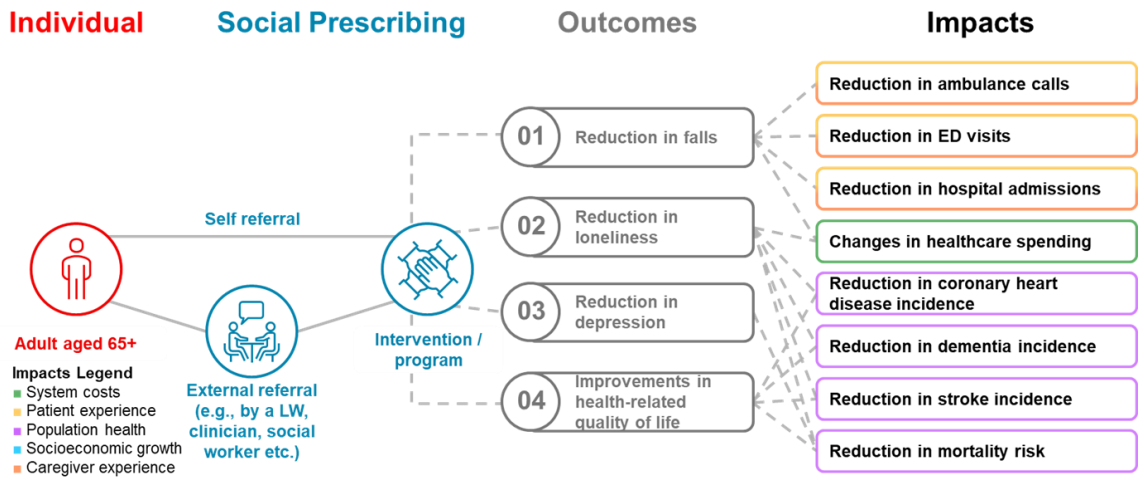 Individual
Social Prescribing
Outcomes
Impacts
Self referral
Adult aged 65+
External referral
(e.g., by a LW,
clinician, social
worker etc.)
Intervention /
program
01
Reduction in falls
02
Reduction in
loneliness
03
Reduction in
depression
04
Improvements in
health-related
quality of life
Reduction in ambulance calls
Reduction in ED visits
Reduction in hospital admissions
Changes in healthcare spending
Reduction in coronary heart
disease incidence
Reduction in dementia incidence
Reduction in stroke incidence
Reduction in mortality risk
Impacts Legend
System costs
Patient experience
Population health
Socioeconomic growth
Caregiver experience